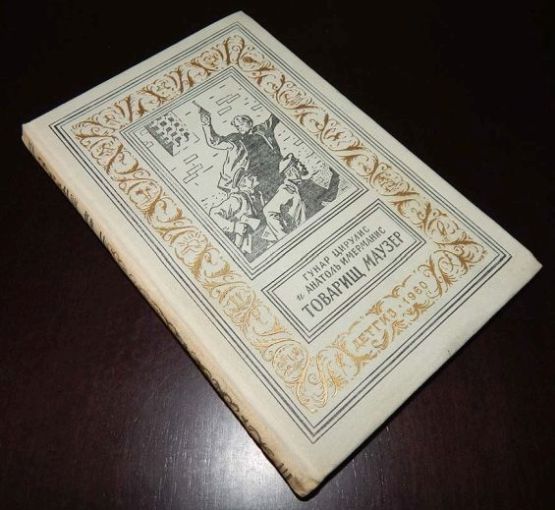 ГУНАР ЦИРУЛИС
и АНАТОЛЬ ИМЕРМАНИС
ТОВАРИЩ МАУЗЕР
ДЕТГИЗ · 1960